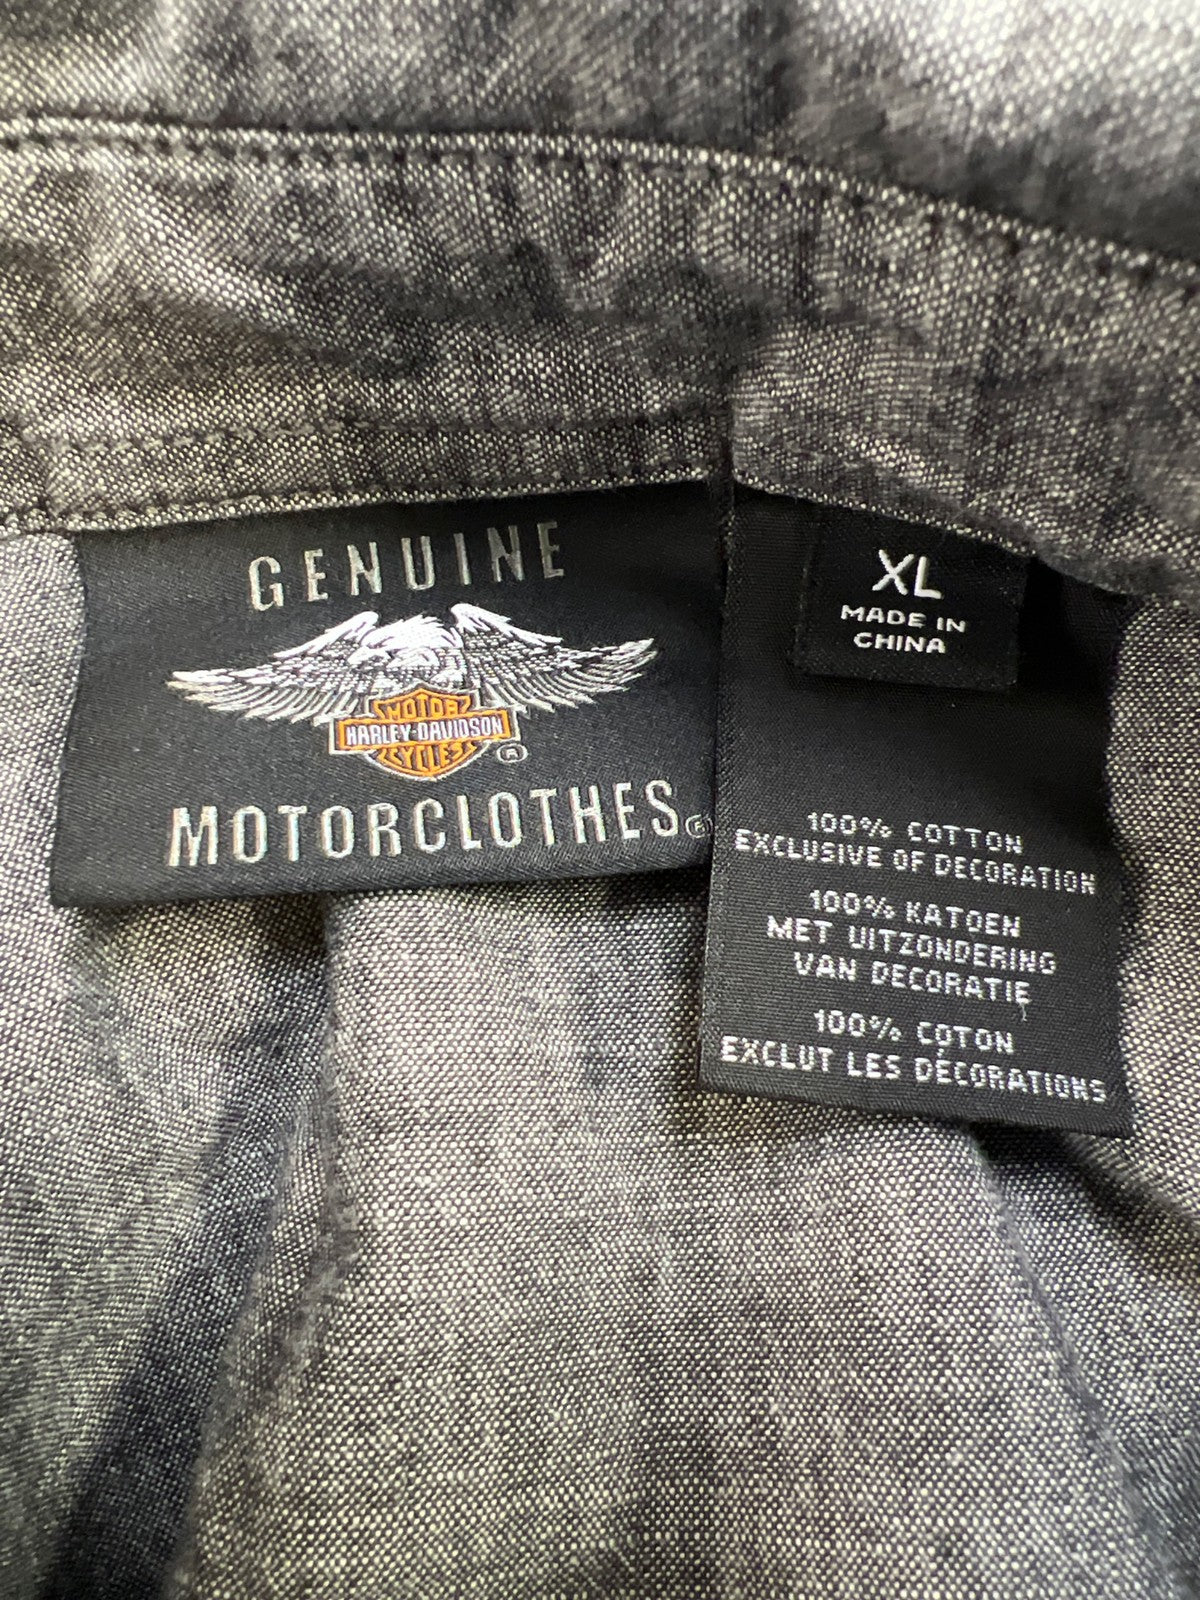 GENUINE
MOTOR
HARLEY-DAVIDSON
CYCLES
®
MOTORCLOTHES®
XL
MADE IN
CHINA
100% COTTON
EXCLUSIVE OF DECORATION
100% KATOEN
MET UITZONDERING
VAN DECORATIE
100% COTON
EXCLUT LES DÉCORATIONS